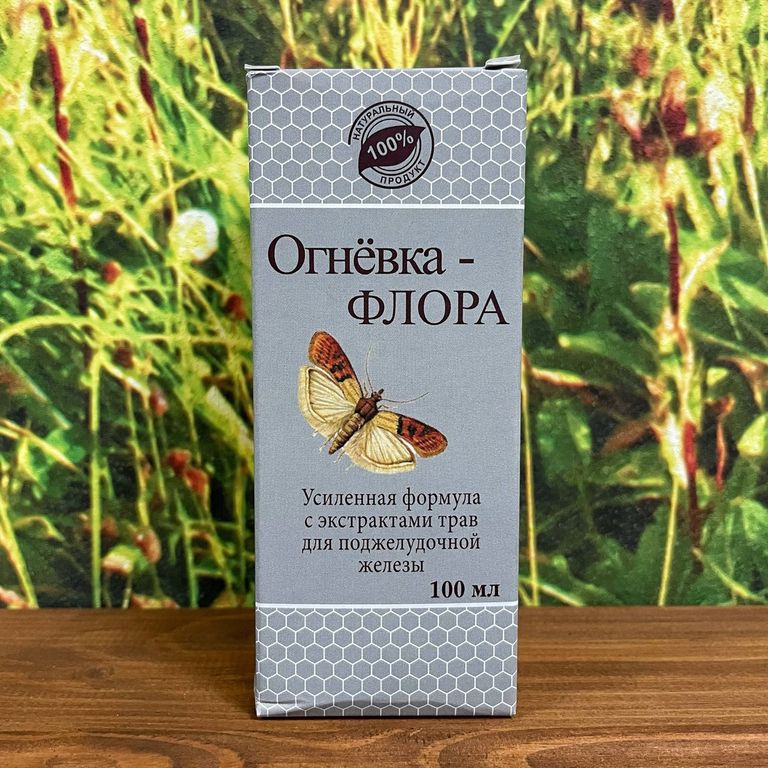 НАТУРАЛЬНЫЙ
100%
ПРОДУКТ
Огнёвка -
ФЛОРА
Усиленная формула
с экстрактами трав
для поджелудочной
железы
100 мл